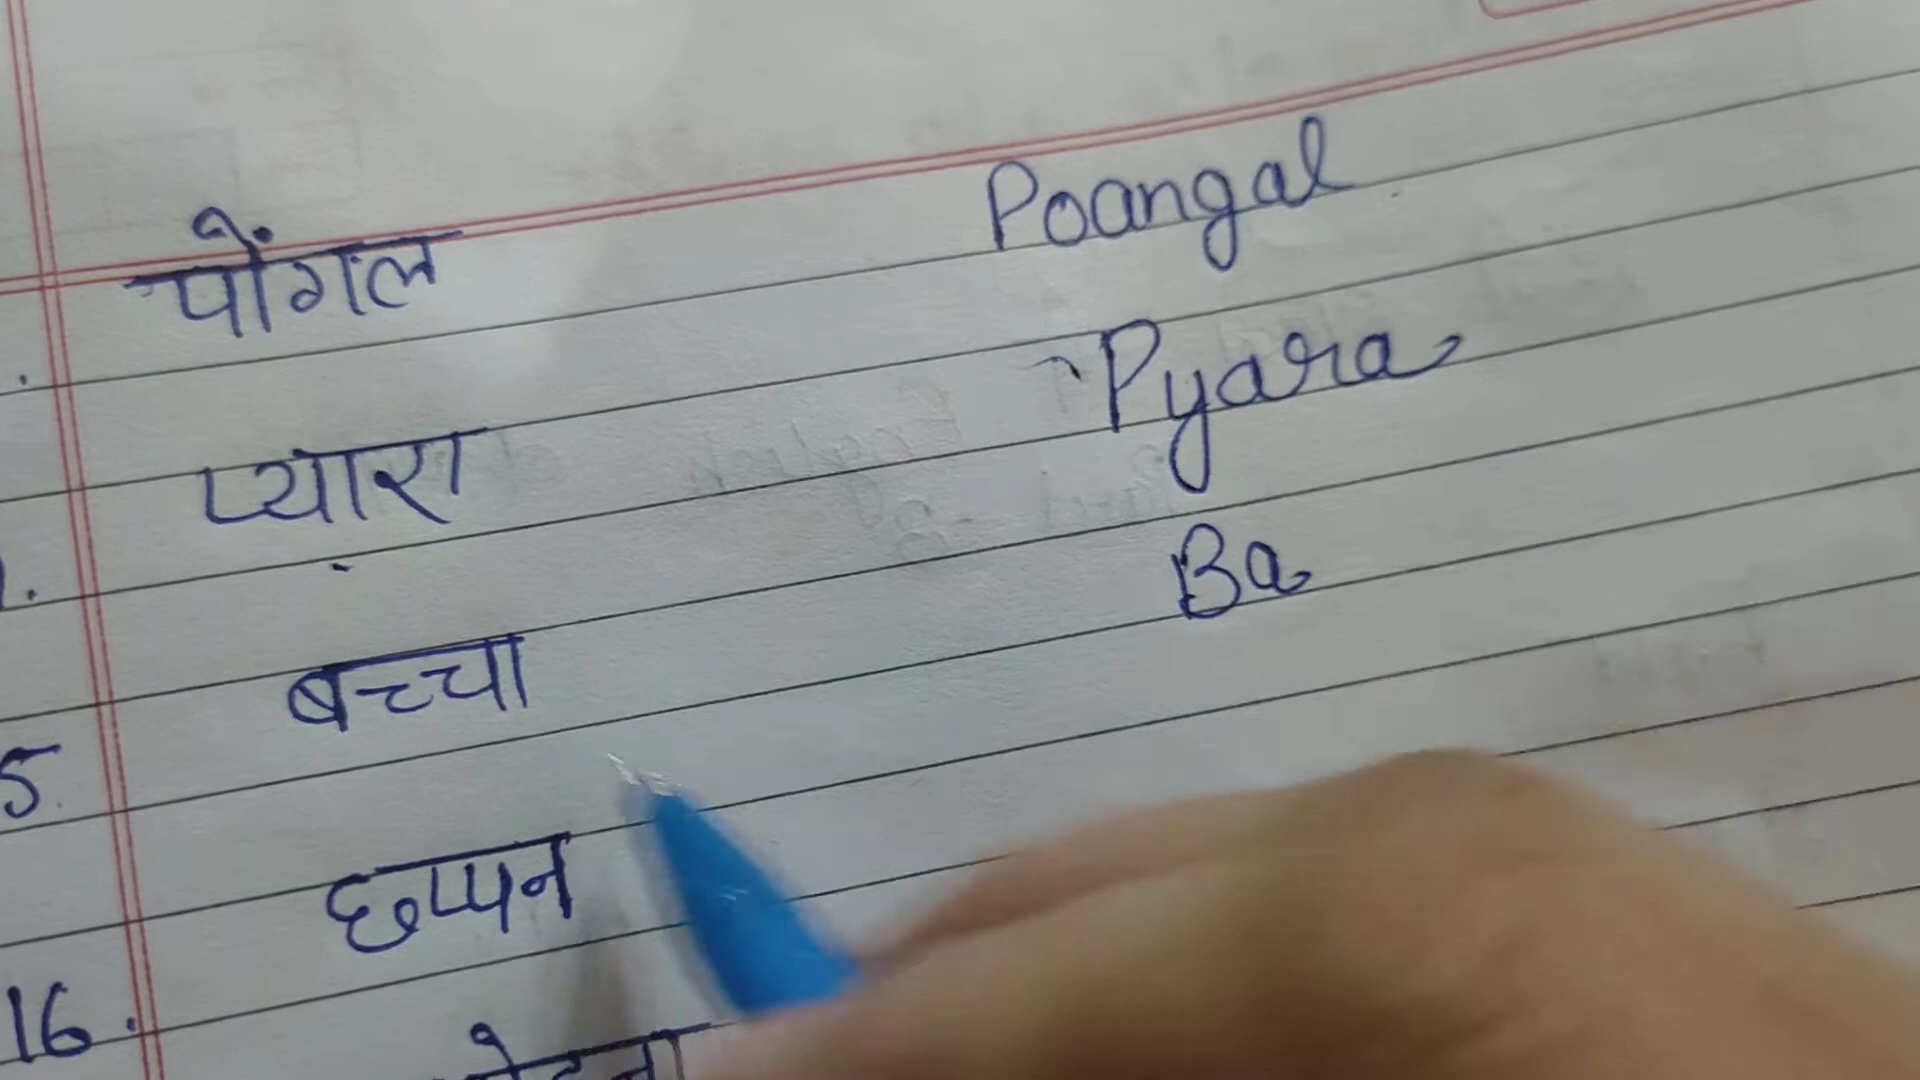 पोंगल Poangal
प्यारा Pyara
बच्चा Ba
5. छप्पन
16.